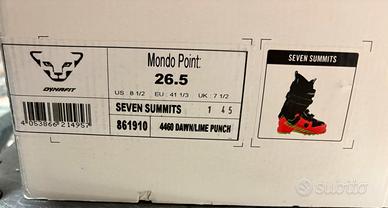 Mondo Point:
26.5
DYNAFIT
US : 8 1/2 EU : 41 1/3 UK : 7 1/2
SEVEN SUMMITS 1 45
4053866214957
861910 4460 DAWN/LIME PUNCH
SEVEN SUMMITS
subito